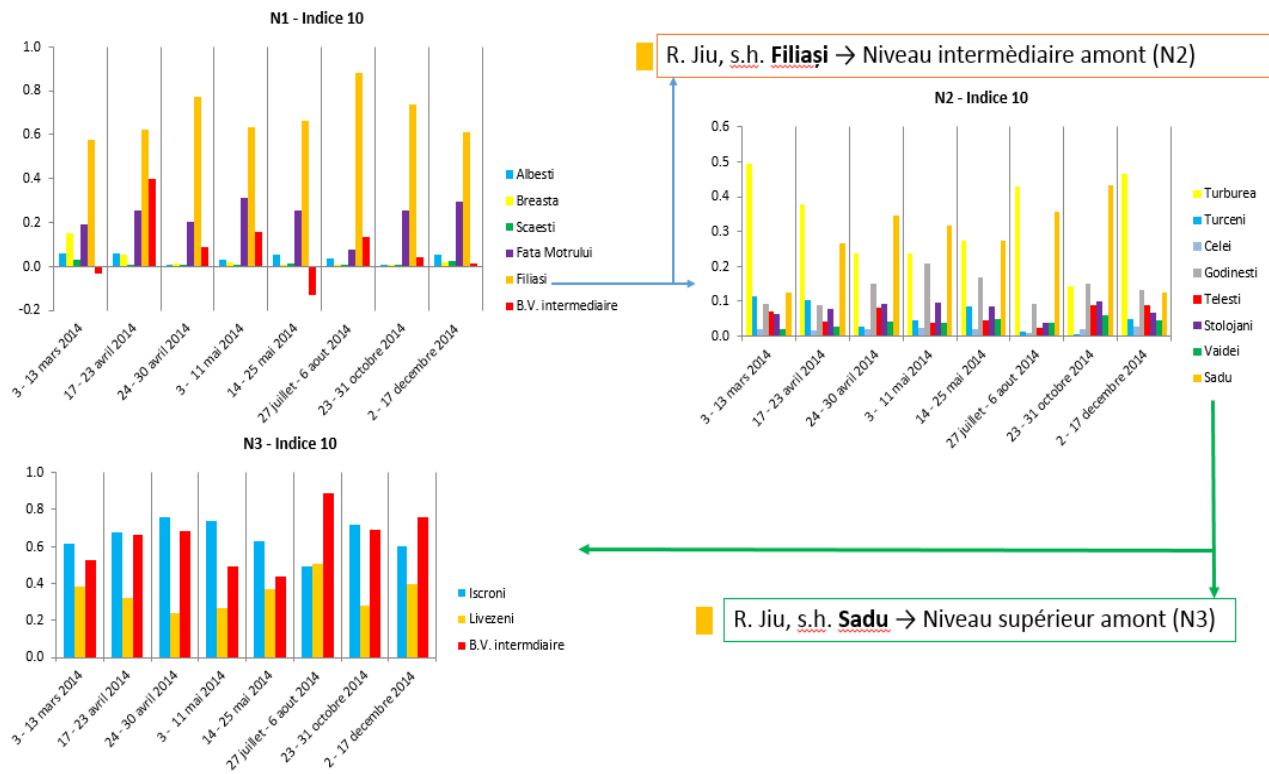 N1 - Indice 10
1.0
0.8
0.6
0.4
0.2
0.0
-0.2
3 - 13 mars 2014
17 - 23 avril 2014
24 - 30 avril 2014
3 - 11 mai 2014
14 - 25 mai 2014
27 juillet - 6 aout 2014
23 - 31 octobre 2014
2 - 17 decembre 2014
Albesti
Breasta
Scaesti
Fata Motrului
Filiasi
B.V. intermediaire
R. Jiu, s.h. Filiași → Niveau intermèdiaire amont (N2)
N2 - Indice 10
0.6
0.5
0.4
0.3
0.2
0.1
0.0
3 - 13 mars 2014
17 - 23 avril 2014
24 - 30 avril 2014
3 - 11 mai 2014
14 - 25 mai 2014
27 juillet - 6 aout 2014
23 - 31 octobre 2014
2 - 17 decembre 2014
Turburea
Turceni
Celei
Godinesti
Telesti
Stolojani
Vaidei
Sadu
N3 - Indice 10
1.0
0.8
0.6
0.4
0.2
0.0
3 - 13 mars 2014
17 - 23 avril 2014
24 - 30 avril 2014
3 - 11 mai 2014
14 - 25 mai 2014
27 juillet - 6 aout 2014
23 - 31 octobre 2014
2 - 17 decembre 2014
Iscroni
Livezeni
B.V. intermdiaire
R. Jiu, s.h. Sadu → Niveau supérieur amont (N3)